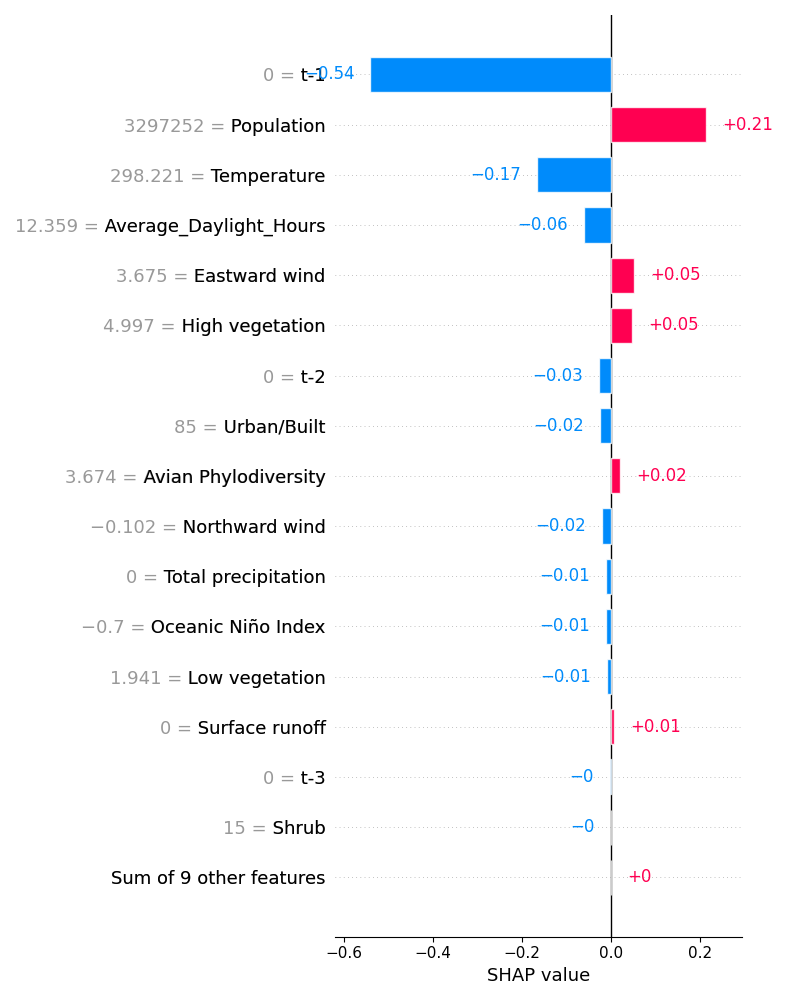 0 = t-1 −0.54
3297252 = Population +0.21
298.221 = Temperature −0.17
12.359 = Average_Daylight_Hours −0.06
3.675 = Eastward wind +0.05
4.997 = High vegetation +0.05
0 = t-2 −0.03
85 = Urban/Built −0.02
3.674 = Avian Phylodiversity +0.02
−0.102 = Northward wind −0.02
0 = Total precipitation −0.01
−0.7 = Oceanic Niño Index −0.01
1.941 = Low vegetation −0.01
0 = Surface runoff +0.01
0 = t-3 −0
15 = Shrub −0
Sum of 9 other features +0
−0.6 −0.4 −0.2 0.0 0.2
SHAP value